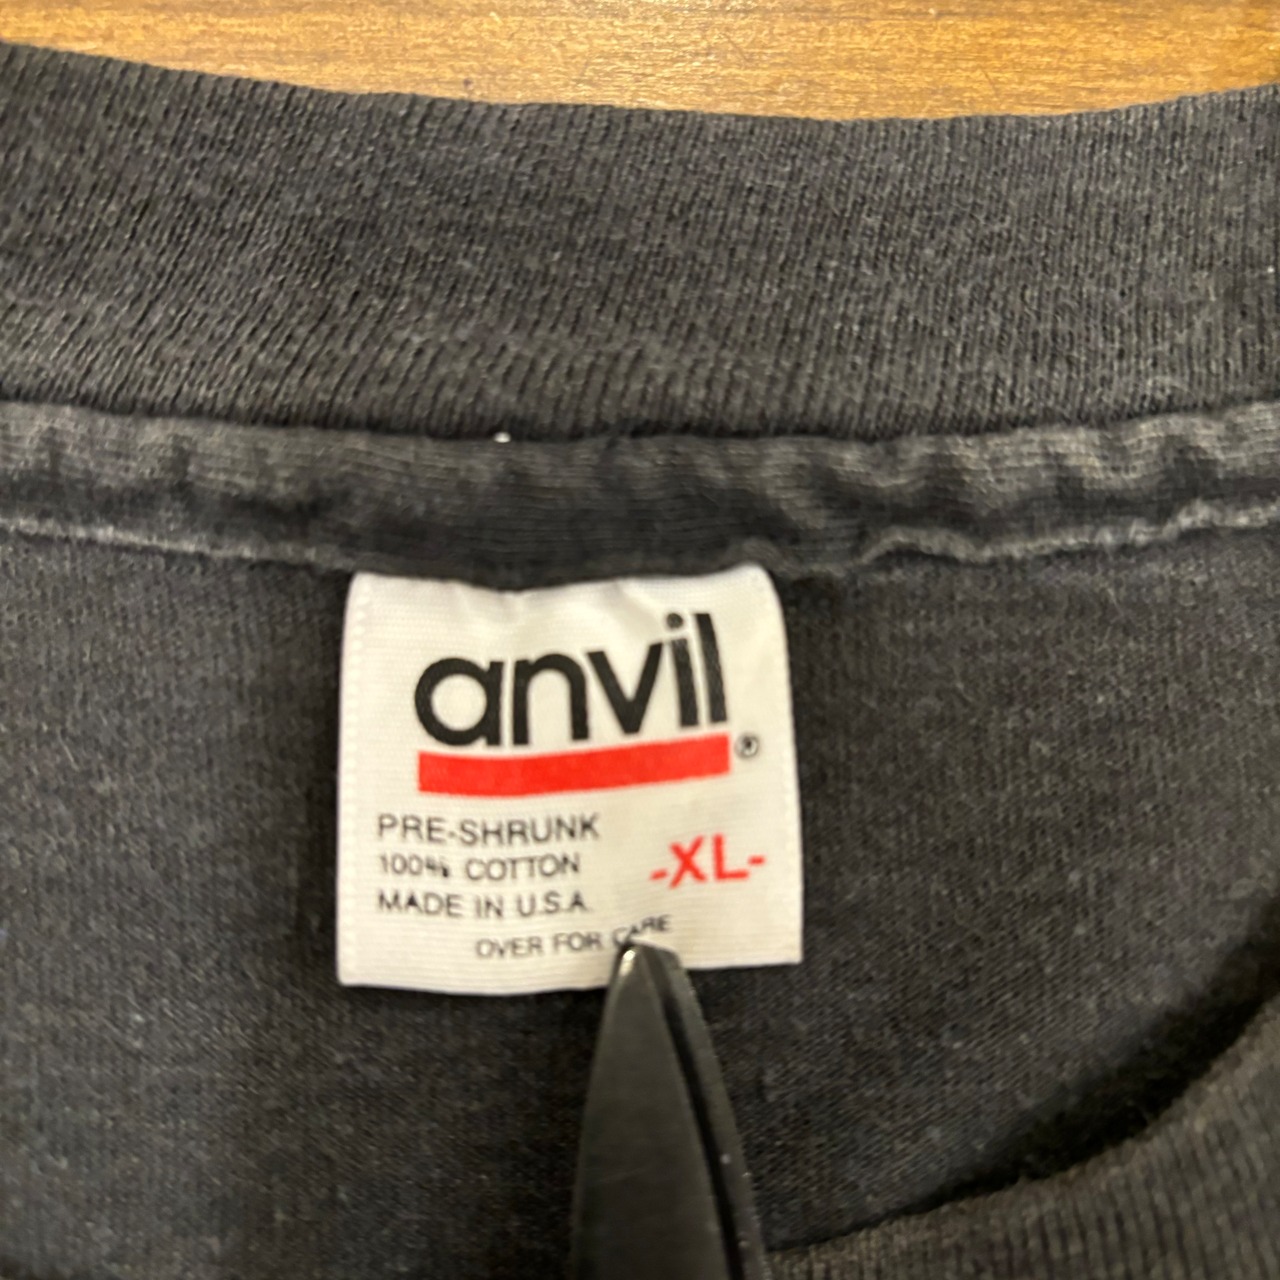 anvil®
PRE-SHRUNK
100% COTTON
-XL-
MADE IN U.S.A.
OVER FOR CARE